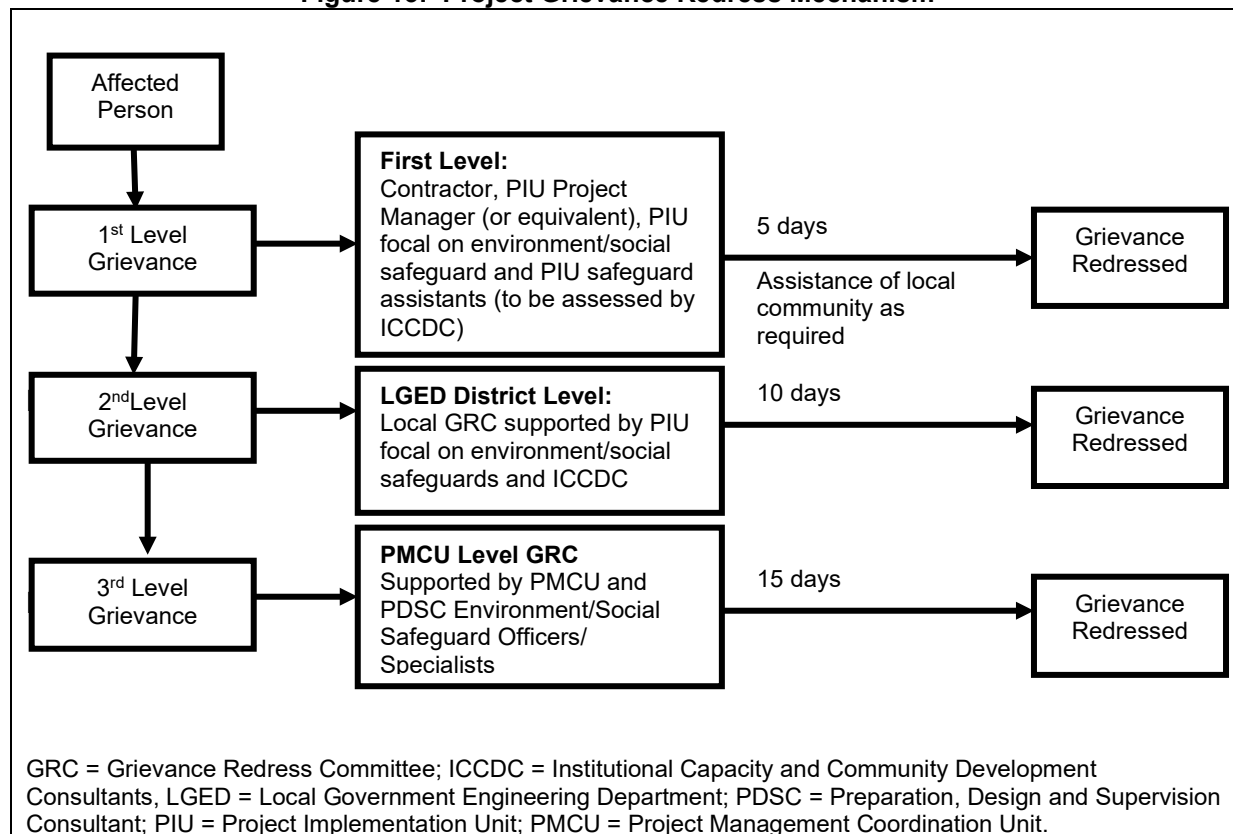 Project Grievance Redress Mechanism
Affected
Person
1st Level
Grievance
First Level:
Contractor, PIU Project
Manager (or equivalent), PIU
focal on environment/social
safeguard and PIU safeguard
assistants (to be assessed by
ICCDC)
5 days
Assistance of local
community as
required
Grievance
Redressed
2ndLevel
Grievance
LGED District Level:
Local GRC supported by PIU
focal on environment/social
safeguards and ICCDC
10 days
Grievance
Redressed
3rd Level
Grievance
PMCU Level GRC
Supported by PMCU and
PDSC Environment/Social
Safeguard Officers/
Specialists
15 days
Grievance
Redressed
GRC = Grievance Redress Committee; ICCDC = Institutional Capacity and Community Development
Consultants, LGED = Local Government Engineering Department; PDSC = Preparation, Design and Supervision
Consultant; PIU = Project Implementation Unit; PMCU = Project Management Coordination Unit.